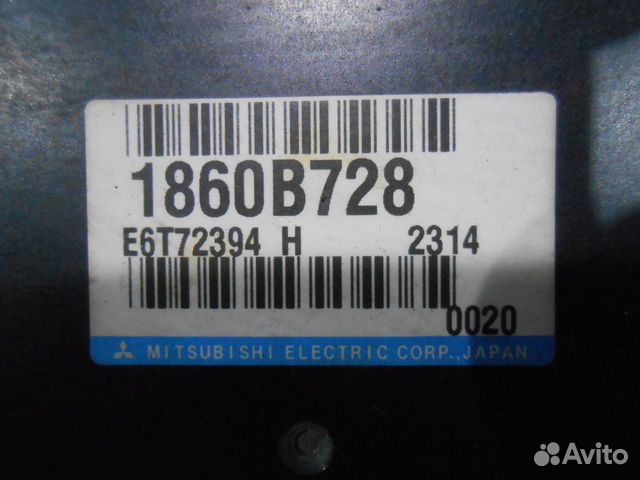 1860B728
E6T72394 H 2314
0020
MITSUBISHI ELECTRIC CORP., JAPAN
Avito